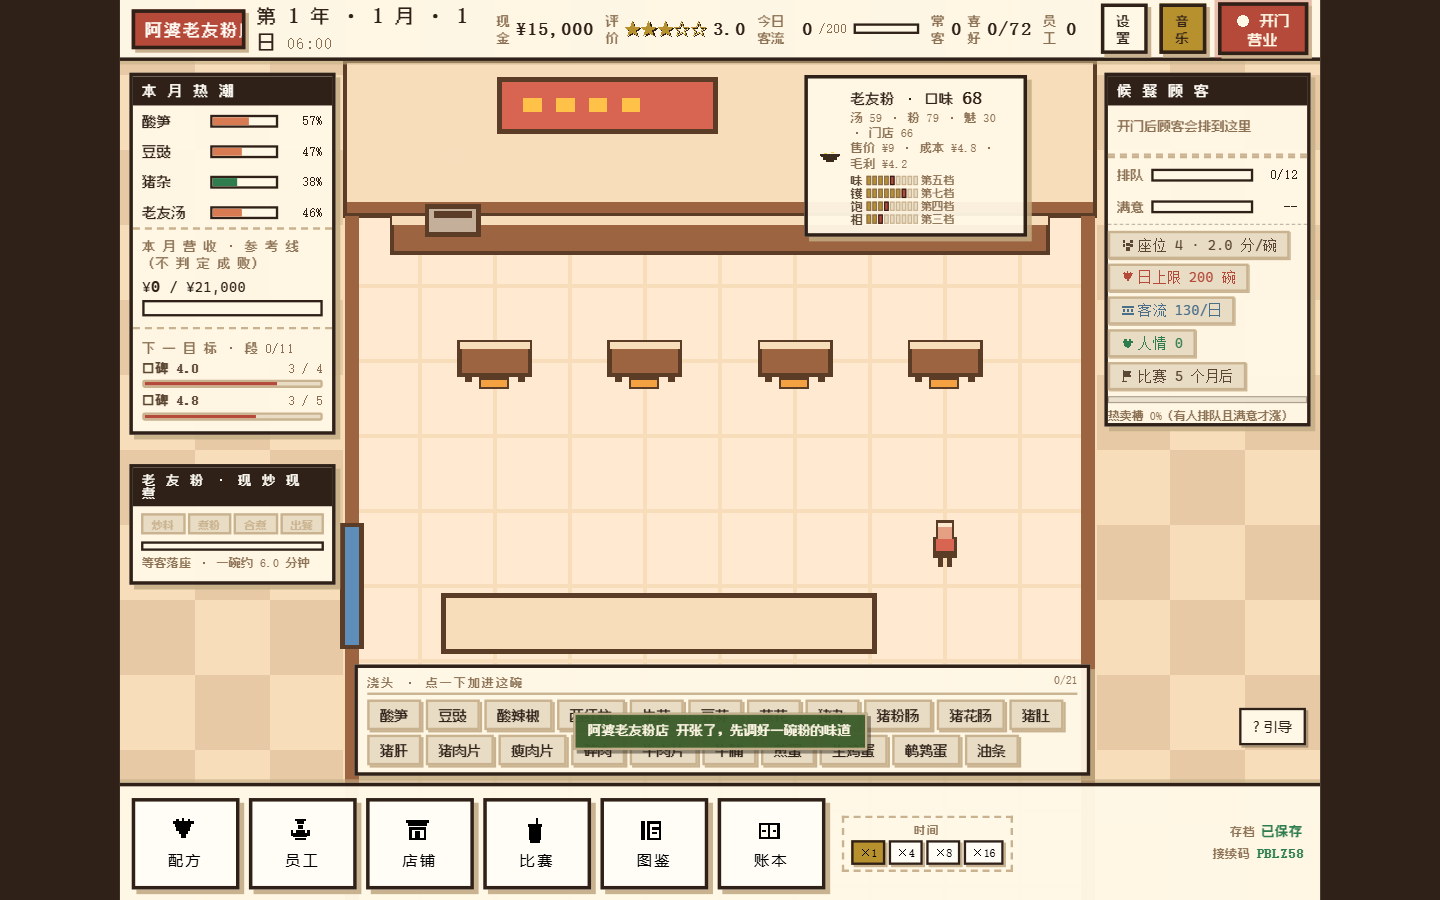 阿婆老友粉
第 1 年 · 1 月 · 1
日 06:00
现金 ¥15,000
评价 3.0
今日客流 0 /200
常客 0
喜好 0/72
员工 0
设置
音乐
开门营业
本月热潮
酸笋 57%
豆豉 47%
猪杂 38%
老友汤 46%
本月营收 · 参考线
(不判定成败)
¥0 / ¥21,000
下一目标 · 段 0/11
口碑 4.0 3 / 4
口碑 4.8 3 / 5
老友粉 · 现炒现
煮
炒料 煮粉 合煮 出餐
等客落座 · 一碗约 6.0 分钟
老友粉 · 口味 68
汤 59 · 粉 79 · 魅 30
· 门店 66
售价 ¥9 · 成本 ¥4.8 ·
毛利 ¥4.2
味 第五档
镬 第七档
饱 第四档
相 第三档
候餐顾客
开门后顾客会排到这里
排队 0/12
满意 --
座位 4 · 2.0 分/碗
日上限 200 碗
客流 130/日
人情 0
比赛 5 个月后
热卖槽 0% (有人排队且满意才涨)
浇头 · 点一下加进这碗 0/21
酸笋 豆豉 酸辣椒 猪粉肠 猪花肠 猪肚
阿婆老友粉店 开张了，先调好一碗粉的味道
猪肝 猪肉片 瘦肉片 牛肉片 煎蛋 生鸡蛋 鹌鹑蛋 油条
?引导
配方
员工
店铺
比赛
图鉴
账本
时间
×1 ×4 ×8 ×16
存档 已保存
接续码 PBLZ58